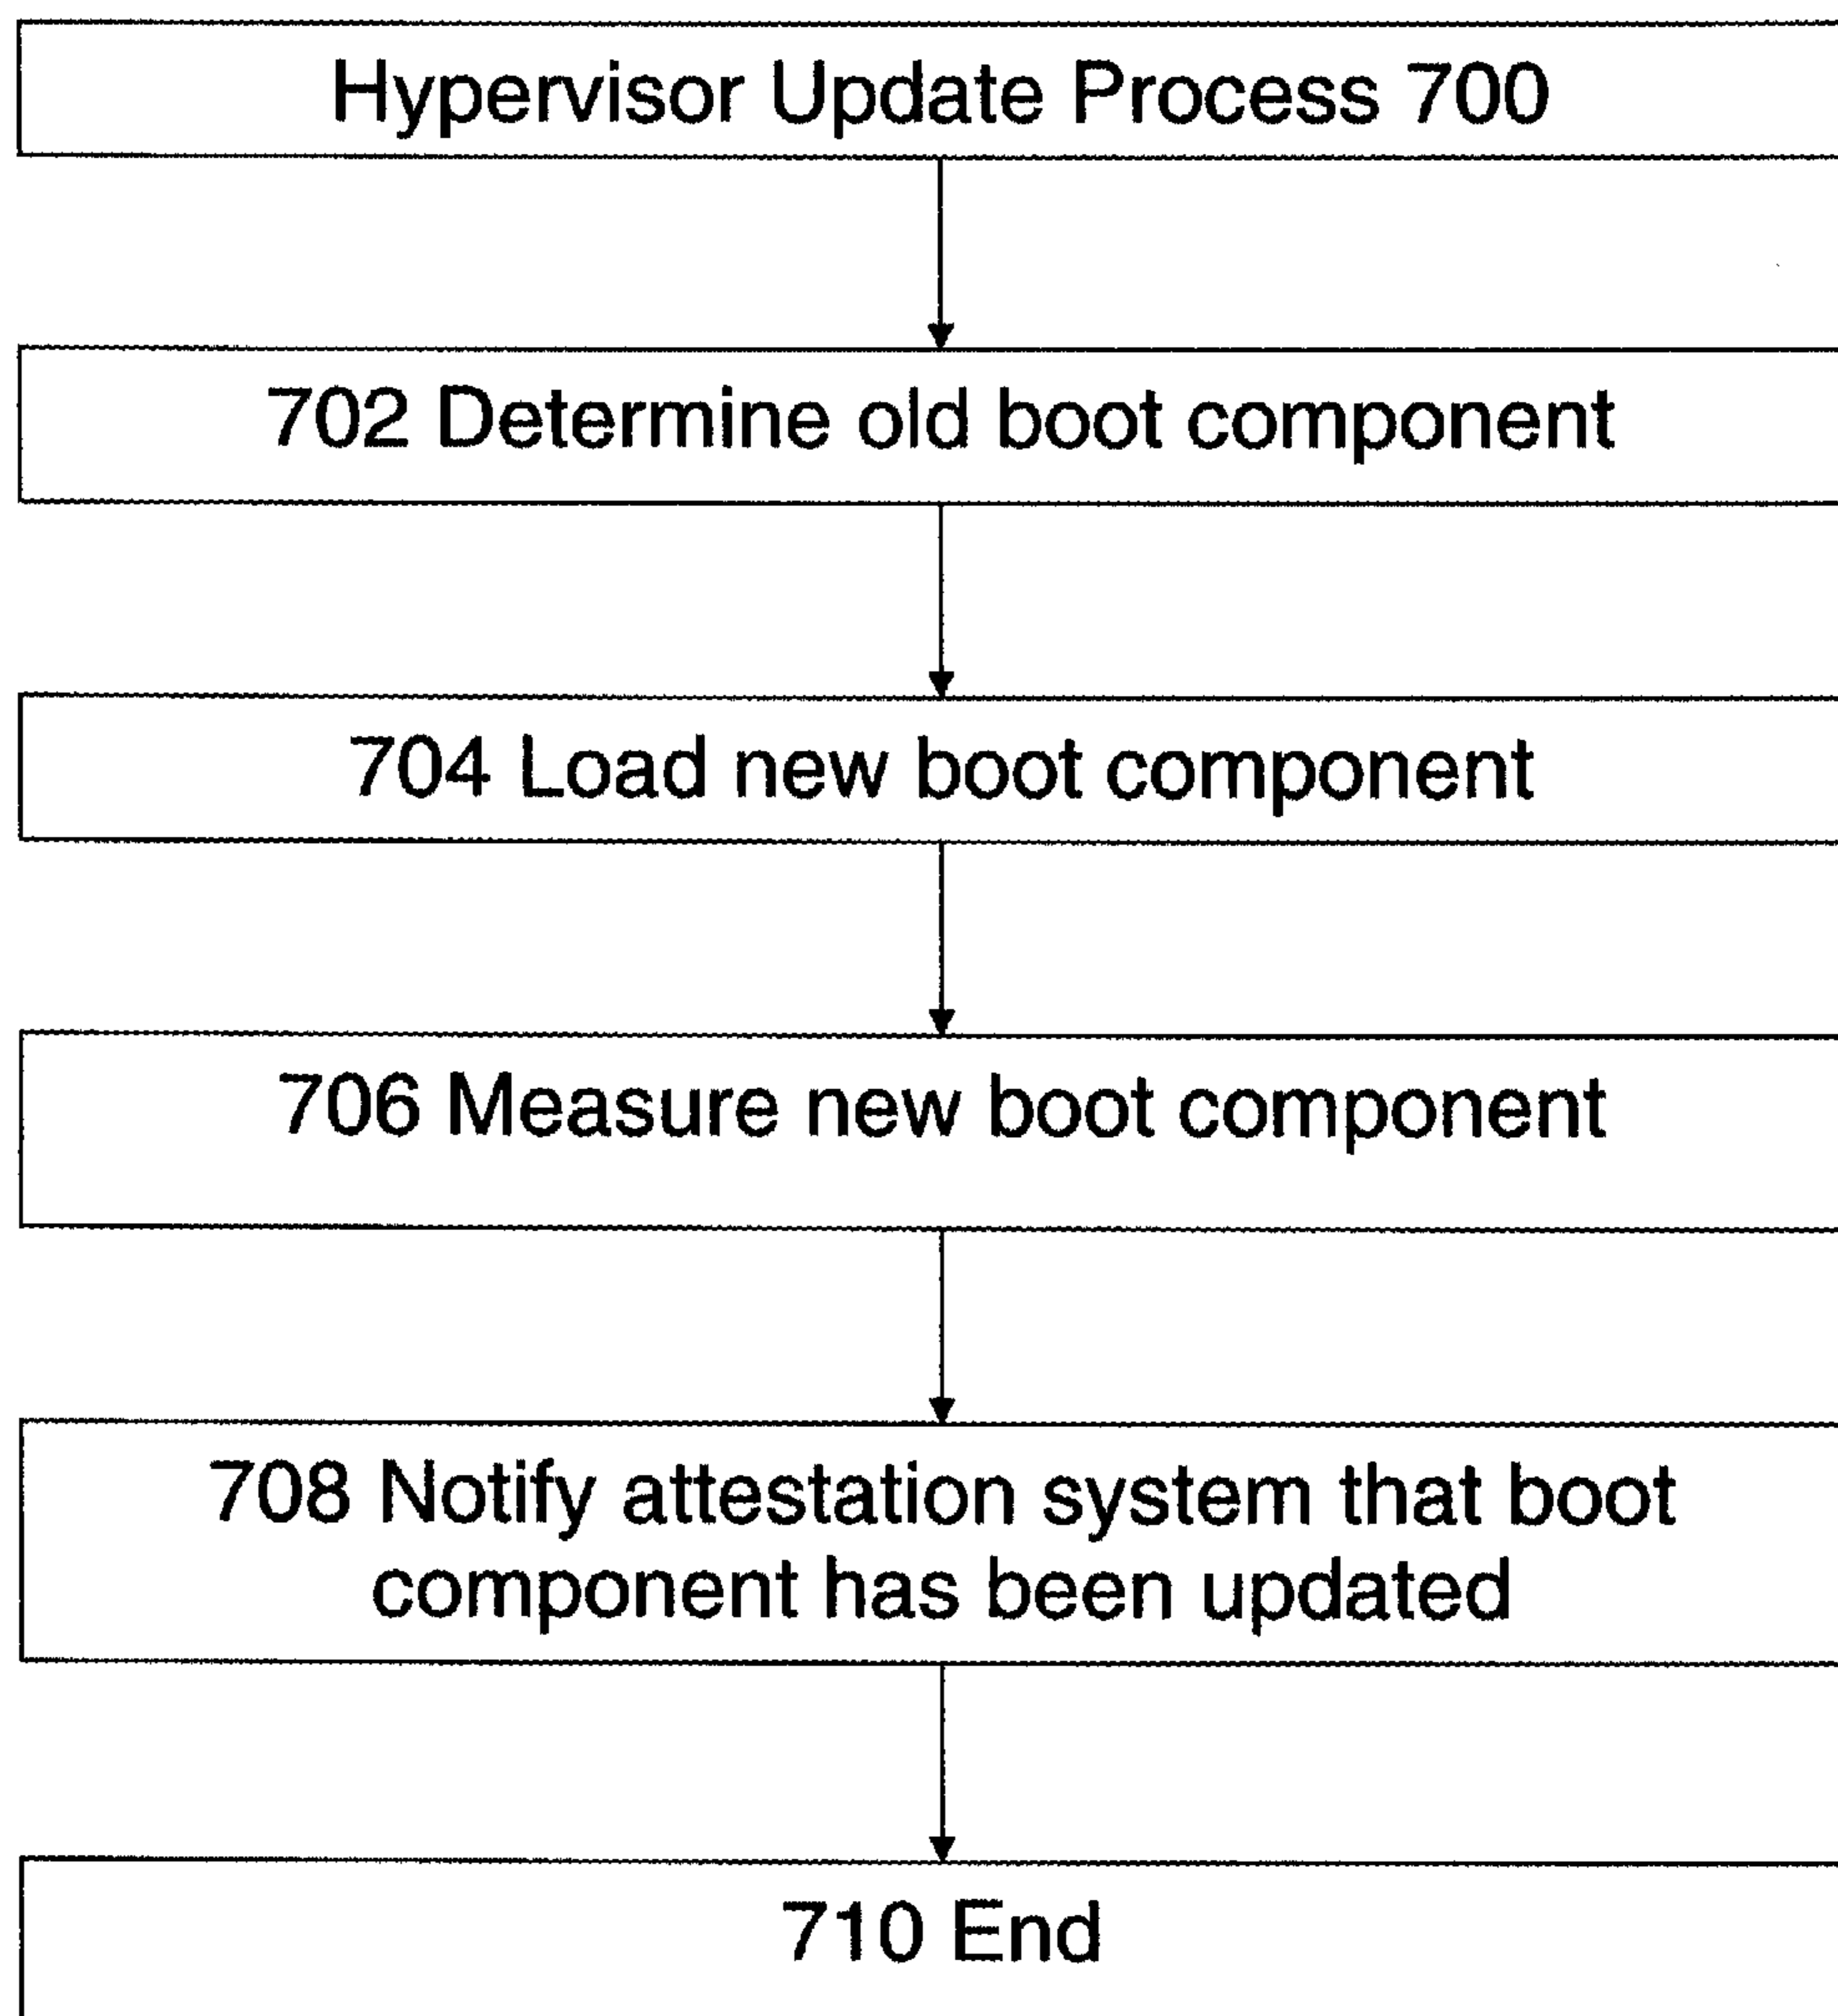 Hypervisor Update Process 700
702 Determine old boot component
704 Load new boot component
706 Measure new boot component
708 Notify attestation system that boot
component has been updated
710 End